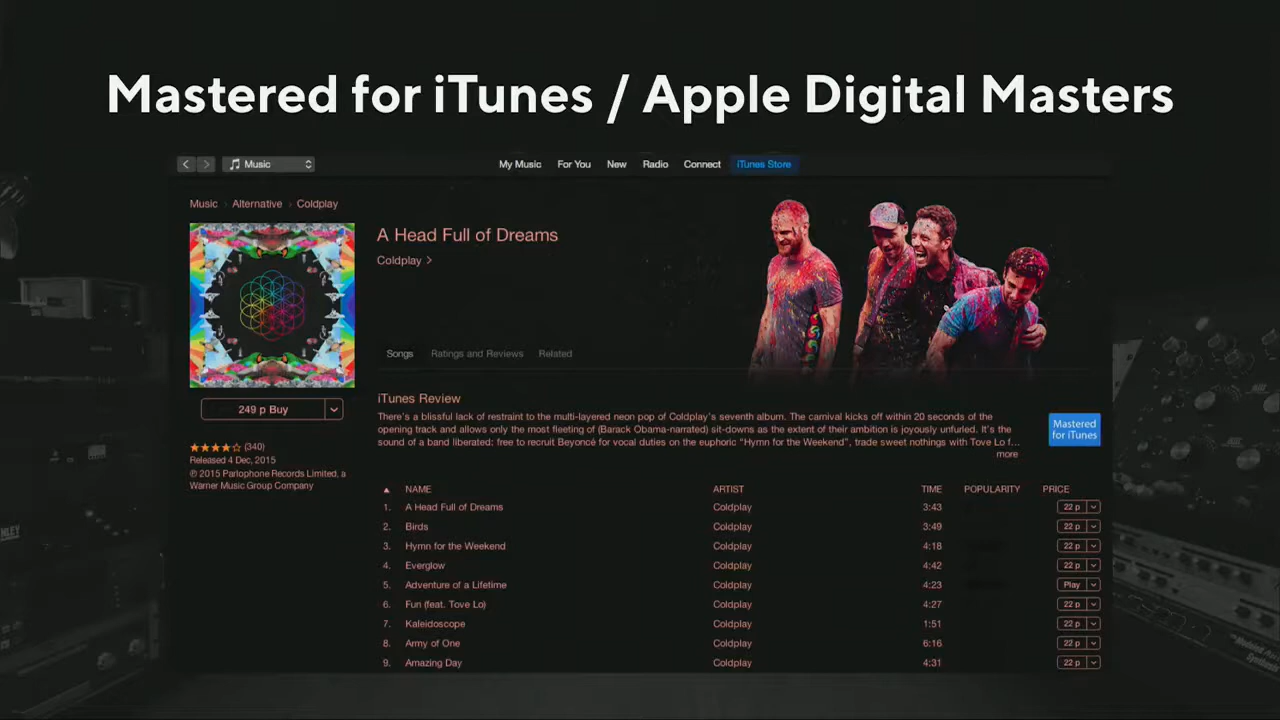 Mastered for iTunes / Apple Digital Masters
Music
My Music For You New Radio Connect iTunes Store
Music › Alternative › Coldplay
A Head Full of Dreams
Coldplay >
Songs Ratings and Reviews Related
249 p Buy
(340)
Released 4 Dec, 2015
℗ 2015 Parlophone Records Limited, a
Warner Music Group Company
iTunes Review
There's a blissful lack of restraint to the multi-layered neon pop of Coldplay's seventh album. The carnival kicks off within 20 seconds of the
opening track and allows only the most fleeting of (Barack Obama-narrated) sit-downs as the extent of their ambition is joyously unfurled. It's the
sound of a band liberated; free to recruit Beyoncé for vocal duties on the euphoric "Hymn for the Weekend", trade sweet nothings with Tove Lo f...
more
Mastered
for iTunes
NAME ARTIST TIME POPULARITY PRICE
1. A Head Full of Dreams Coldplay 3:43 22 p
2. Birds Coldplay 3:49 22 p
3. Hymn for the Weekend Coldplay 4:18 22 p
4. Everglow Coldplay 4:42 22 p
5. Adventure of a Lifetime Coldplay 4:23 Play
6. Fun (feat. Tove Lo) Coldplay 4:27 22 p
7. Kaleidoscope Coldplay 1:51 22 p
8. Army of One Coldplay 6:16 22 p
9. Amazing Day Coldplay 4:31 22 p